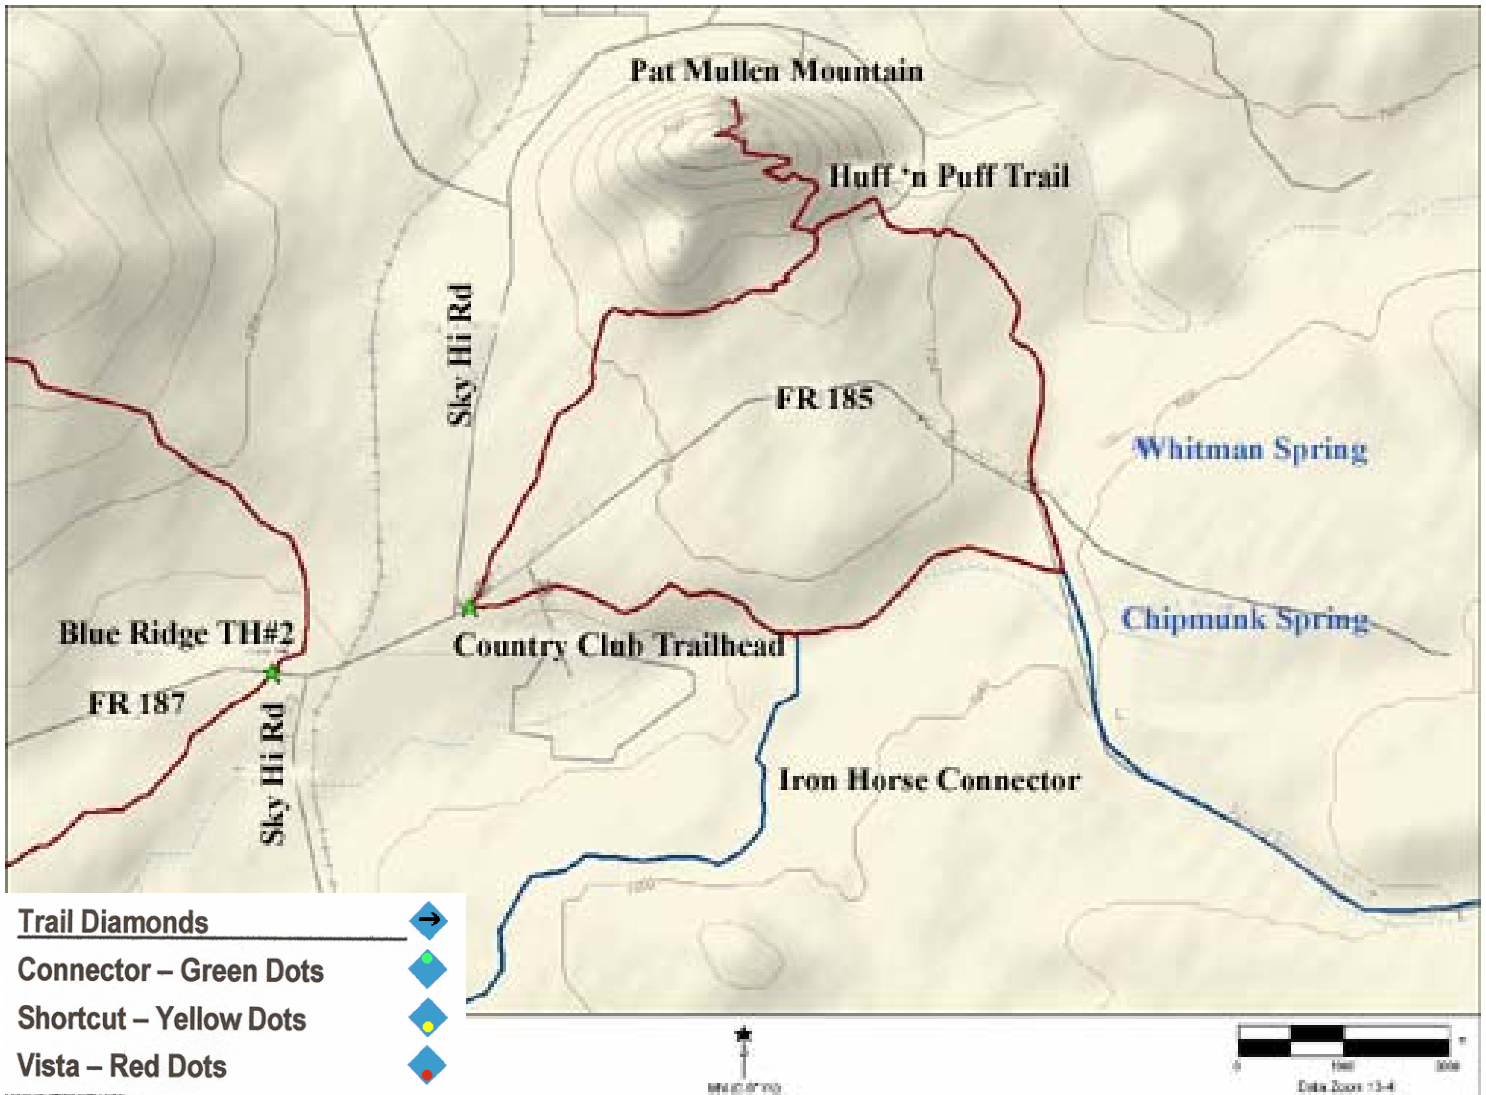 Pat Mullen Mountain
Huff 'n Puff Trail
Sky Hi Rd
FR 185
Whitman Spring
Chipmunk Spring
Blue Ridge TH#2
Country Club Trailhead
FR 187
Sky Hi Rd
Iron Horse Connector
Trail Diamonds
Connector – Green Dots
Shortcut – Yellow Dots
Vista – Red Dots